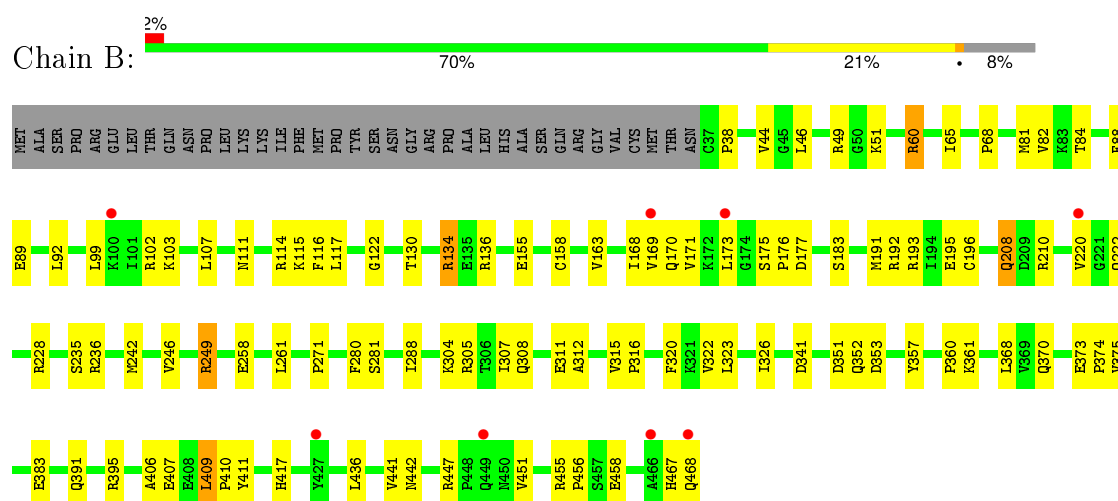 2%
Chain B:
70% 21% • 8%
MET ALA SER PRO ARG GLU LEU THR GLN ASN PRO LEU LYS LYS ILE PHE MET PRO TYR SER ASN GLY ARG PRO ALA LEU HIS ALA SER GLN ARG GLY VAL CYS MET THR ASN C37 P38 V44 G45 L46 R49 G50 K51 R60 I65 P68 M81 V82 K83 T84 E88
E89 L92 L99 K100 I101 R102 K103 L107 N111 R114 K115 F116 L117 G122 T130 R134 E135 R136 E155 C158 V163 I168 V169 Q170 V171 K172 L173 G174 S175 P176 D177 S183 M191 R192 R193 I194 E195 C196 Q208 D209 R210 V220 G221
R228 S235 R236 M242 V246 R249 E258 L261 P271 F280 S281 I288 K304 R305 T306 I307 Q308 E311 A312 V315 P316 F320 K321 V322 L323 I326 D341 D351 Q352 D353 Y357 P360 K361 L368 V369 Q370 E373 P374 V375
E383 Q391 R395 A406 E407 E408 L409 P410 Y411 H417 Y427 L436 V441 N442 R447 P448 Q449 N450 V451 R455 P456 S457 E458 A466 H467 Q468